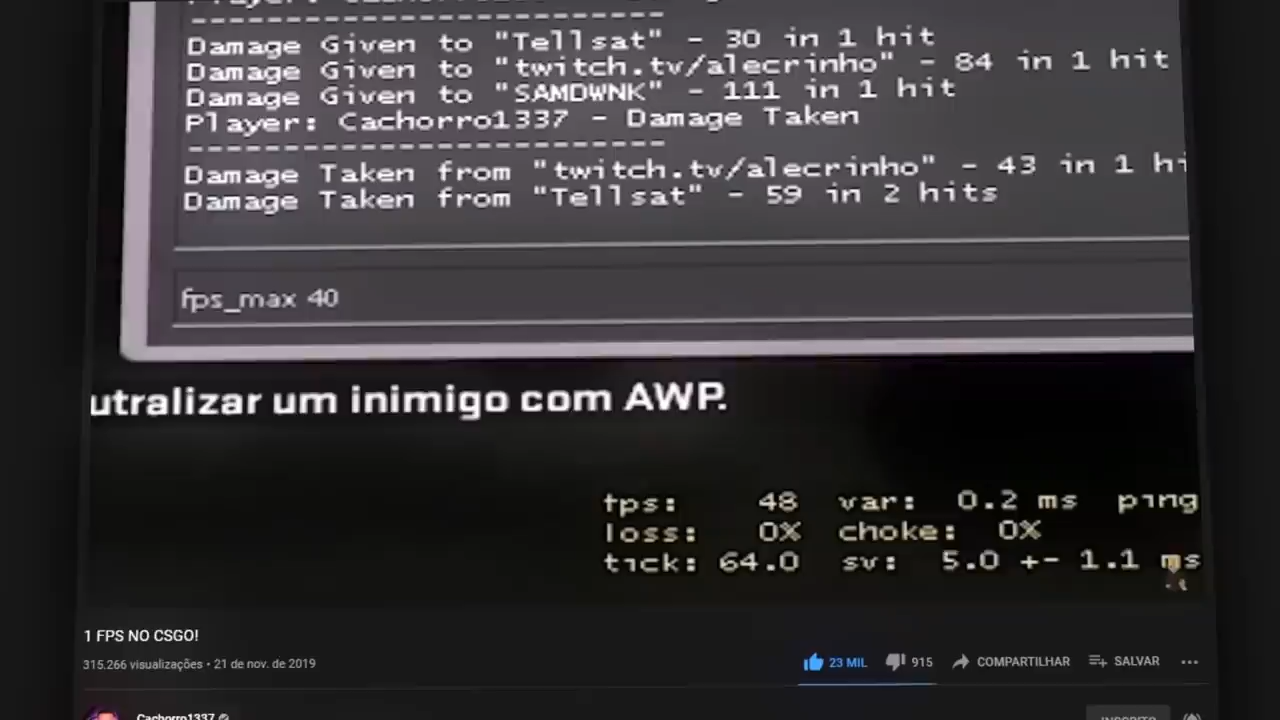 Damage Given to "Tellsat" - 30 in 1 hit
Damage Given to "twitch.tv/alecrinho" - 84 in 1 hit
Damage Given to "SAMDWNK" - 111 in 1 hit
Player: Cachorro1337 - Damage Taken
-------------------------
Damage Taken from "twitch.tv/alecrinho" - 43 in 1 hi
Damage Taken from "Tellsat" - 59 in 2 hits
fps_max 40
utralizar um inimigo com AWP.
fps: 48 var: 0.2 ms ping
loss: 0% choke: 0%
tick: 64.0 sv: 5.0 +- 1.1 ms
1 FPS NO CSGO!
315.266 visualizações • 21 de nov. de 2019
23 MIL 915 COMPARTILHAR SALVAR
Cachorro1337
INSCRITO